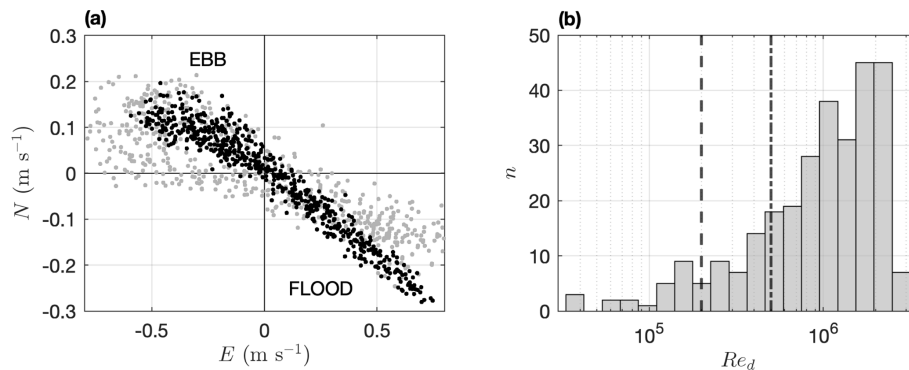 (a)
0.3
0.2
0.1
0
-0.1
-0.2
-0.3
N (m s⁻¹)
EBB
FLOOD
-0.5 0 0.5
E (m s⁻¹)
(b)
50
40
30
20
10
0
n
10⁵ 10⁶
Re_d